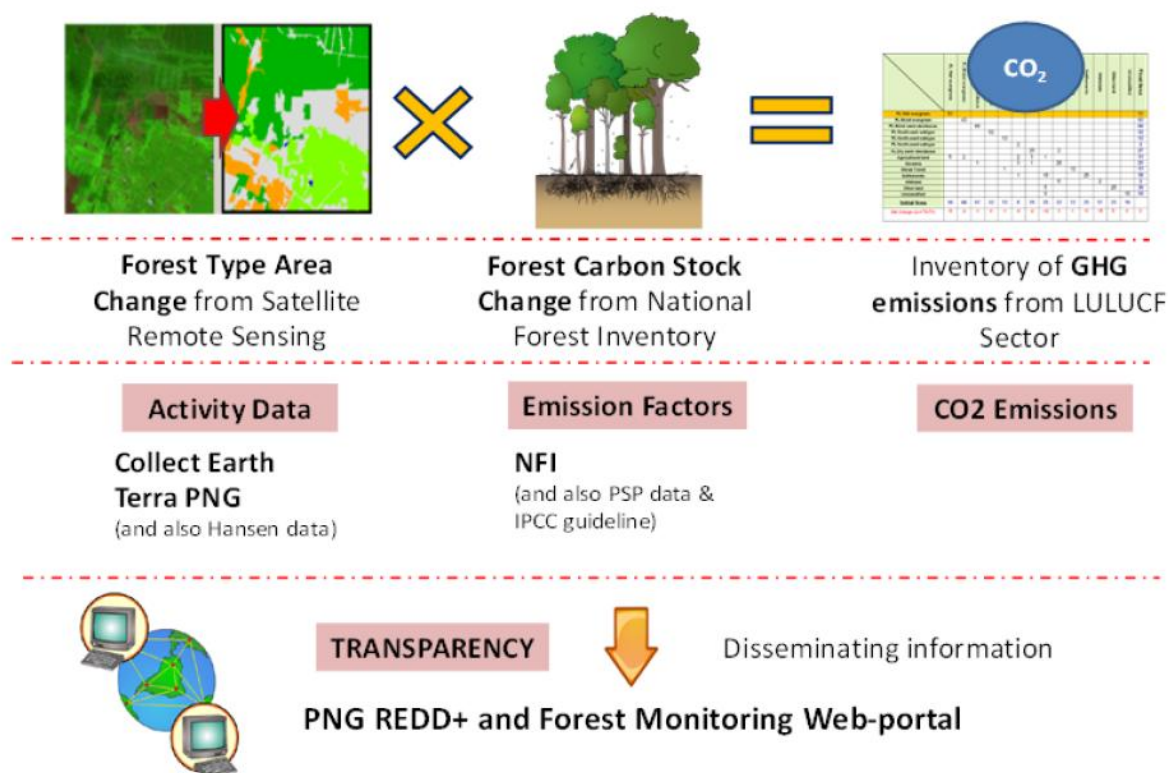 CO2
Forest Type Area
Change from Satellite
Remote Sensing
Forest Carbon Stock
Change from National
Forest Inventory
Inventory of GHG
emissions from LULUCF
Sector
Activity Data
Emission Factors
CO2 Emissions
Collect Earth
Terra PNG
(and also Hansen data)
NFI
(and also PSP data &
IPCC guideline)
TRANSPARENCY
Disseminating information
PNG REDD+ and Forest Monitoring Web-portal